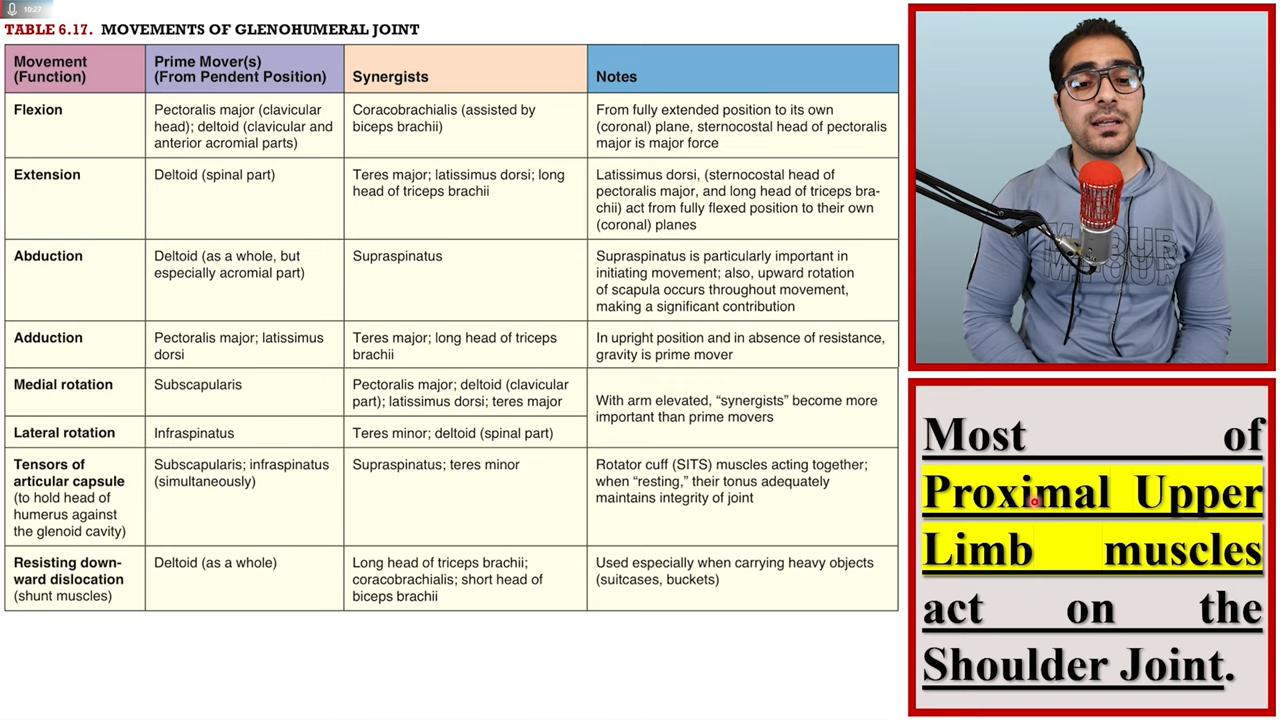 10:27
TABLE 6.17. MOVEMENTS OF GLENOHUMERAL JOINT
Movement
(Function)
Prime Mover(s)
(From Pendent Position)
Synergists
Notes
Flexion
Pectoralis major (clavicular
head); deltoid (clavicular and
anterior acromial parts)
Coracobrachialis (assisted by
biceps brachii)
From fully extended position to its own
(coronal) plane, sternocostal head of pectoralis
major is major force
Extension
Deltoid (spinal part)
Teres major; latissimus dorsi; long
head of triceps brachii
Latissimus dorsi, (sternocostal head of
pectoralis major, and long head of triceps bra-
chii) act from fully flexed position to their own
(coronal) planes
Abduction
Deltoid (as a whole, but
especially acromial part)
Supraspinatus
Supraspinatus is particularly important in
initiating movement; also, upward rotation
of scapula occurs throughout movement,
making a significant contribution
Adduction
Pectoralis major; latissimus
dorsi
Teres major; long head of triceps
brachii
In upright position and in absence of resistance,
gravity is prime mover
Medial rotation
Subscapularis
Pectoralis major; deltoid (clavicular
part); latissimus dorsi; teres major
With arm elevated, “synergists” become more
important than prime movers
Lateral rotation
Infraspinatus
Teres minor; deltoid (spinal part)
Tensors of
articular capsule
(to hold head of
humerus against
the glenoid cavity)
Subscapularis; infraspinatus
(simultaneously)
Supraspinatus; teres minor
Rotator cuff (SITS) muscles acting together;
when “resting,” their tonus adequately
maintains integrity of joint
Resisting down-
ward dislocation
(shunt muscles)
Deltoid (as a whole)
Long head of triceps brachii;
coracobrachialis; short head of
biceps brachii
Used especially when carrying heavy objects
(suitcases, buckets)
Most of
Proximal Upper
Limb muscles
act on the
Shoulder Joint.